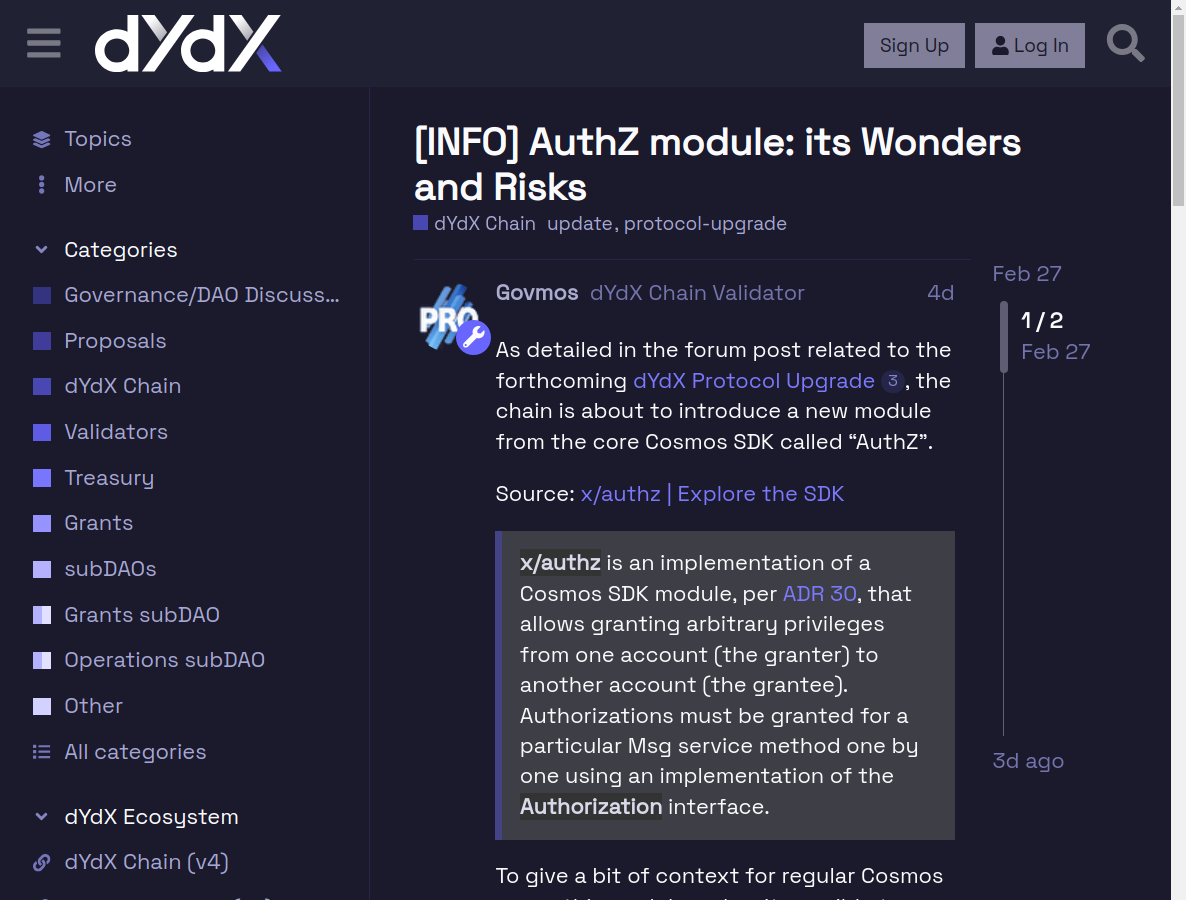 dYdX
Sign Up
Log In
Topics
More
Categories
Governance/DAO Discuss...
Proposals
dYdX Chain
Validators
Treasury
Grants
subDAOs
Grants subDAO
Operations subDAO
Other
All categories
dYdX Ecosystem
dYdX Chain (v4)
[INFO] AuthZ module: its Wonders
and Risks
dYdX Chain update, protocol-upgrade
PRO
Govmos dYdX Chain Validator 4d
As detailed in the forum post related to the
forthcoming dYdX Protocol Upgrade 3, the
chain is about to introduce a new module
from the core Cosmos SDK called “AuthZ”.
Source: x/authz | Explore the SDK
x/authz is an implementation of a
Cosmos SDK module, per ADR 30, that
allows granting arbitrary privileges
from one account (the granter) to
another account (the grantee).
Authorizations must be granted for a
particular Msg service method one by
one using an implementation of the
Authorization interface.
To give a bit of context for regular Cosmos
Feb 27
1 / 2
Feb 27
3d ago